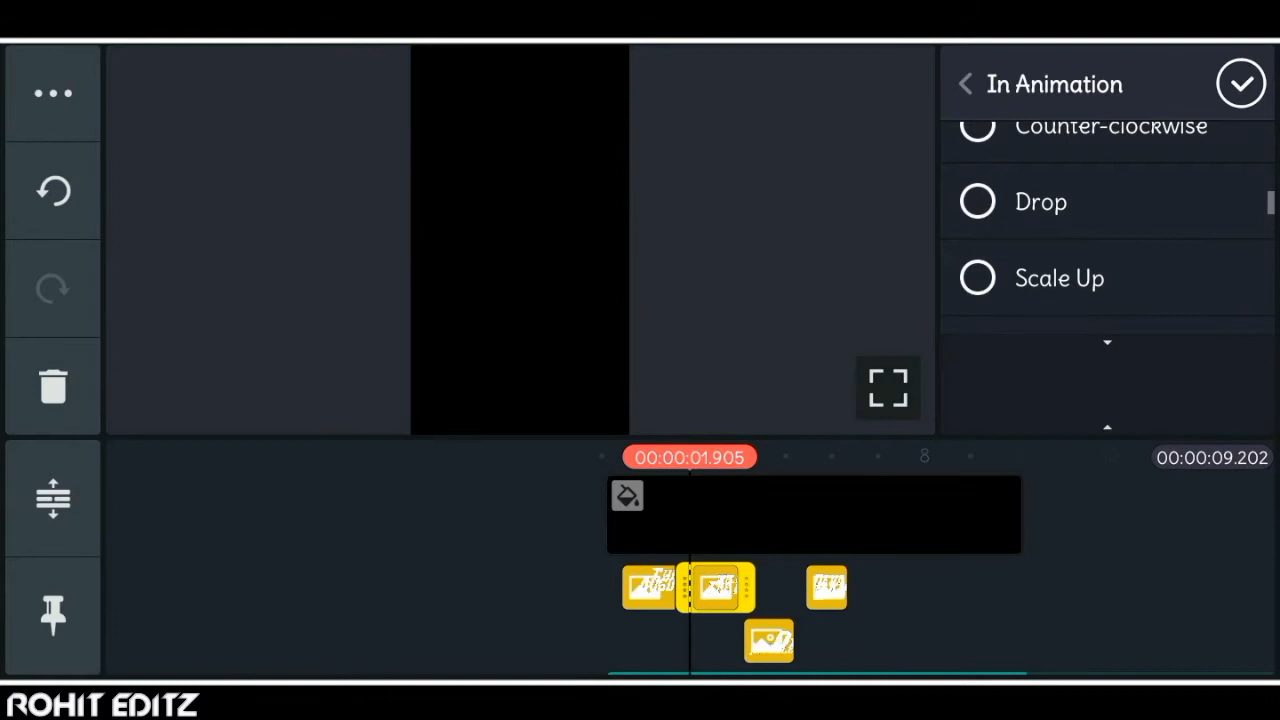 In Animation
Counter-clockwise
Drop
Scale Up
00:00:01.905
8
00:00:09.202
ROHIT EDITZ